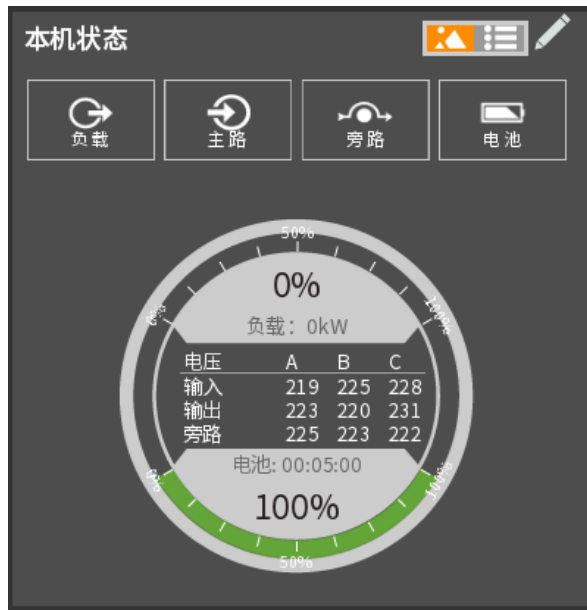 本机状态
负载 主路 旁路 电池
50%
0%
0% 100%
负载: 0kW
电压 A B C
输入 219 225 228
输出 223 220 231
旁路 225 223 222
电池: 00:05:00
0% 100%
100%
50%